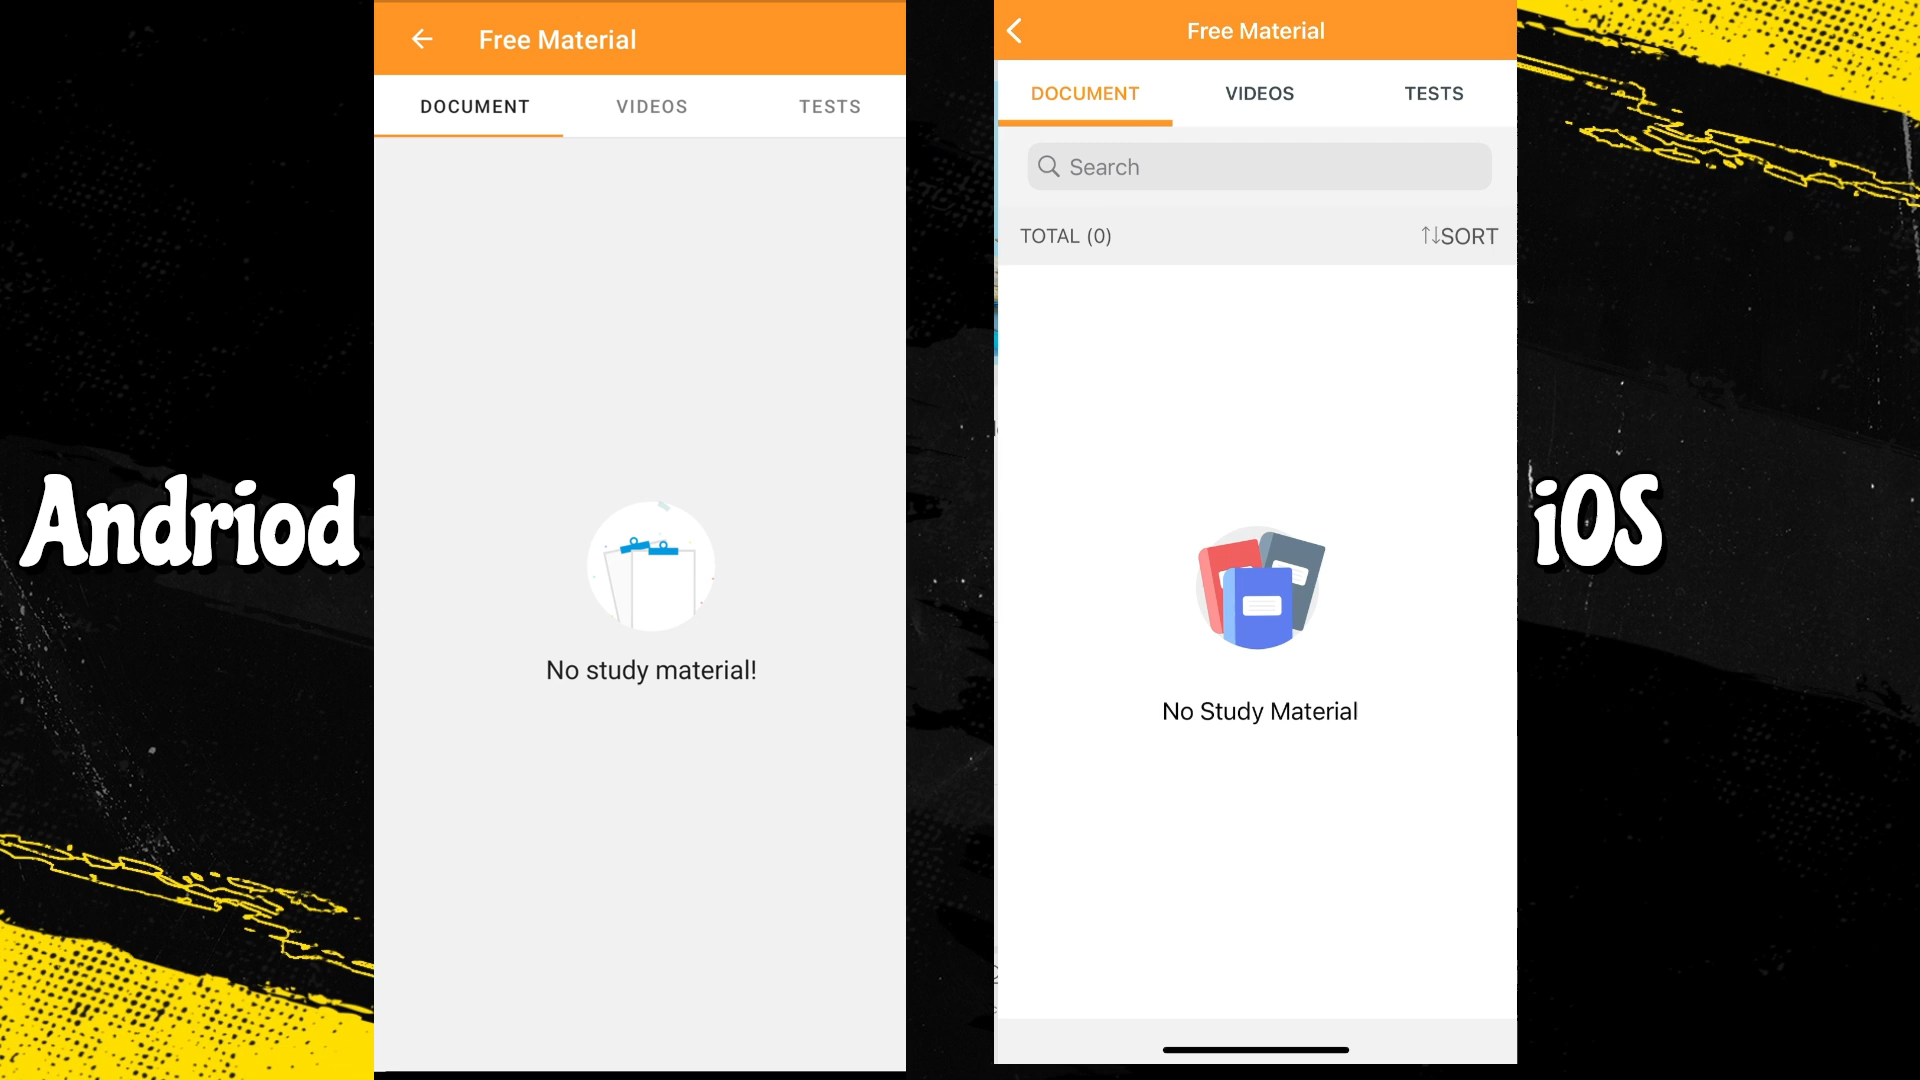 Andriod
Free Material
DOCUMENT VIDEOS TESTS
No study material!
Free Material
DOCUMENT VIDEOS TESTS
Search
TOTAL (0) ↑↓SORT
No Study Material
iOS